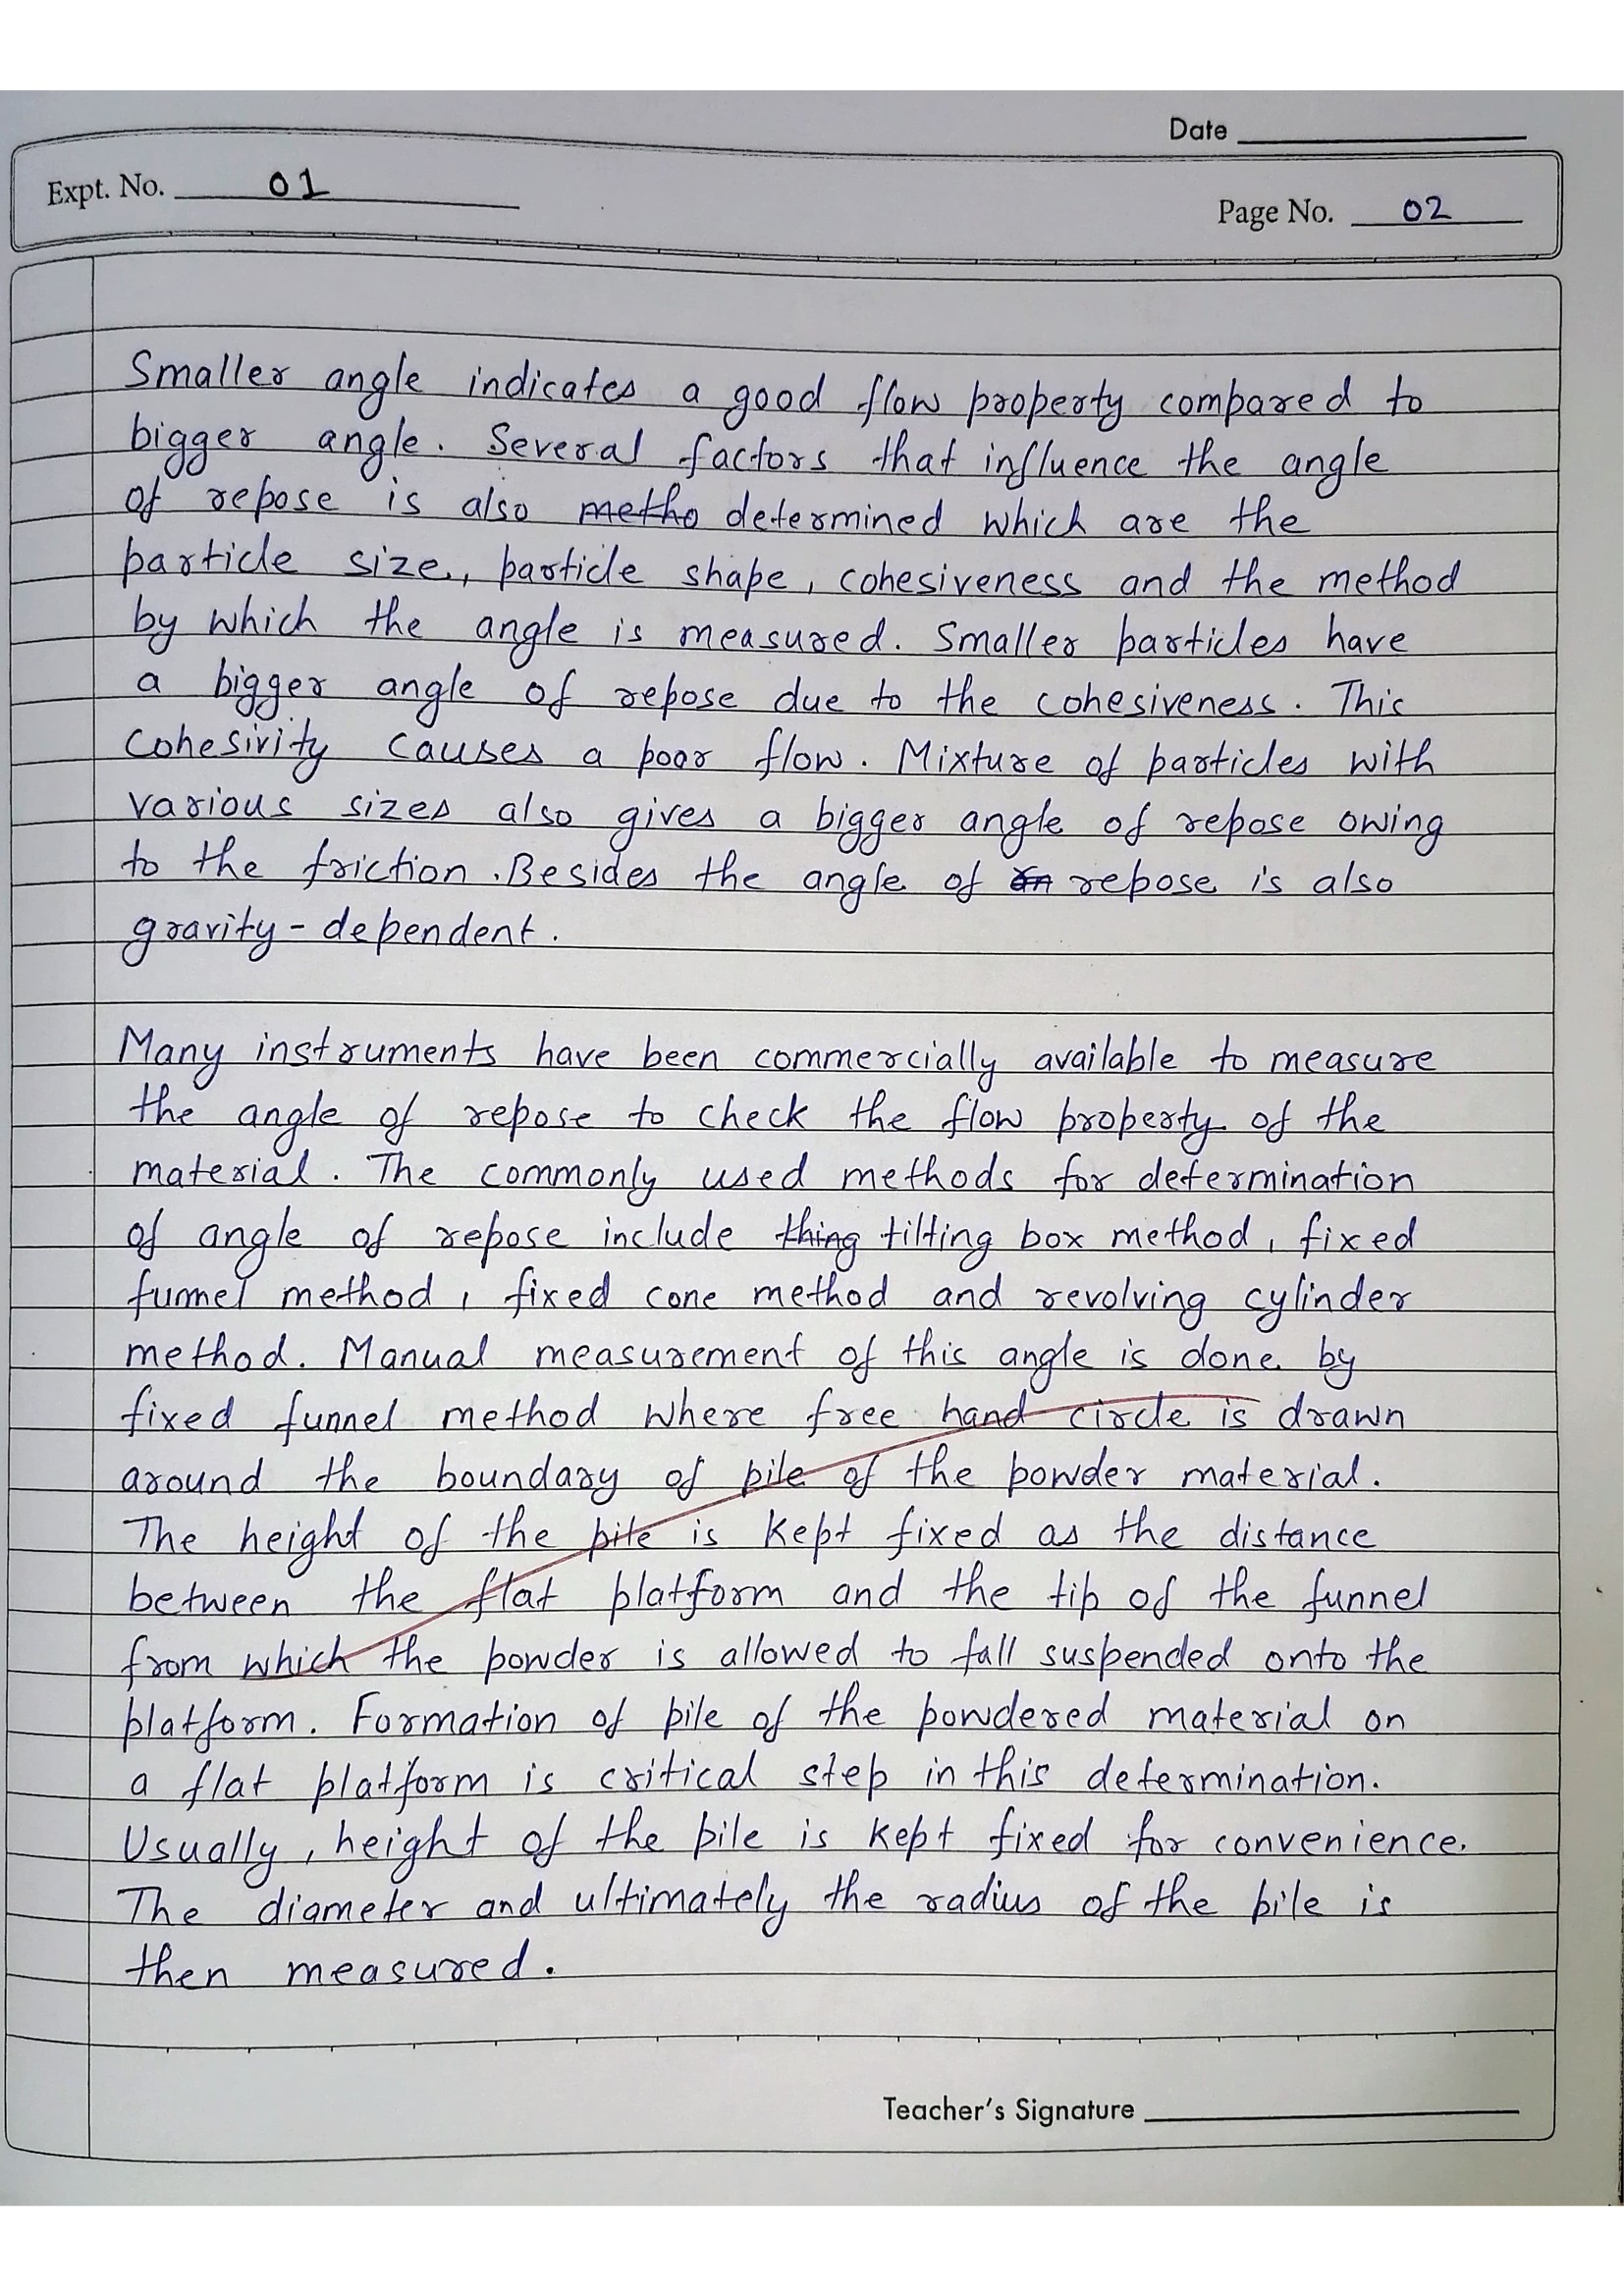 Date
Expt. No. 01
Page No. 02
Smaller angle indicates a good flow property compared to
bigger angle. Several factors that influence the angle
of repose is also metho determined which are the
particle size, particle shape, cohesiveness and the method
by which the angle is measured. Smaller particles have
a bigger angle of repose due to the cohesiveness. This
cohesivity causes a poor flow. Mixture of particles with
various sizes also gives a bigger angle of repose owing
to the friction. Besides the angle of repose is also
gravity-dependent.
Many instruments have been commercially available to measure
the angle of repose to check the flow property of the
material. The commonly used methods for determination
of angle of repose include thing tilting box method, fixed
funnel method, fixed cone method and revolving cylinder
method. Manual measurement of this angle is done by
fixed funnel method where free hand circle is drawn
around the boundary of pile of the powder material.
The height of the pile is kept fixed as the distance
between the flat platform and the tip of the funnel
from which the powder is allowed to fall suspended onto the
platform. Formation of pile of the powdered material on
a flat platform is critical step in this determination.
Usually, height of the pile is kept fixed for convenience.
The diameter and ultimately the radius of the pile is
then measured.
Teacher's Signature